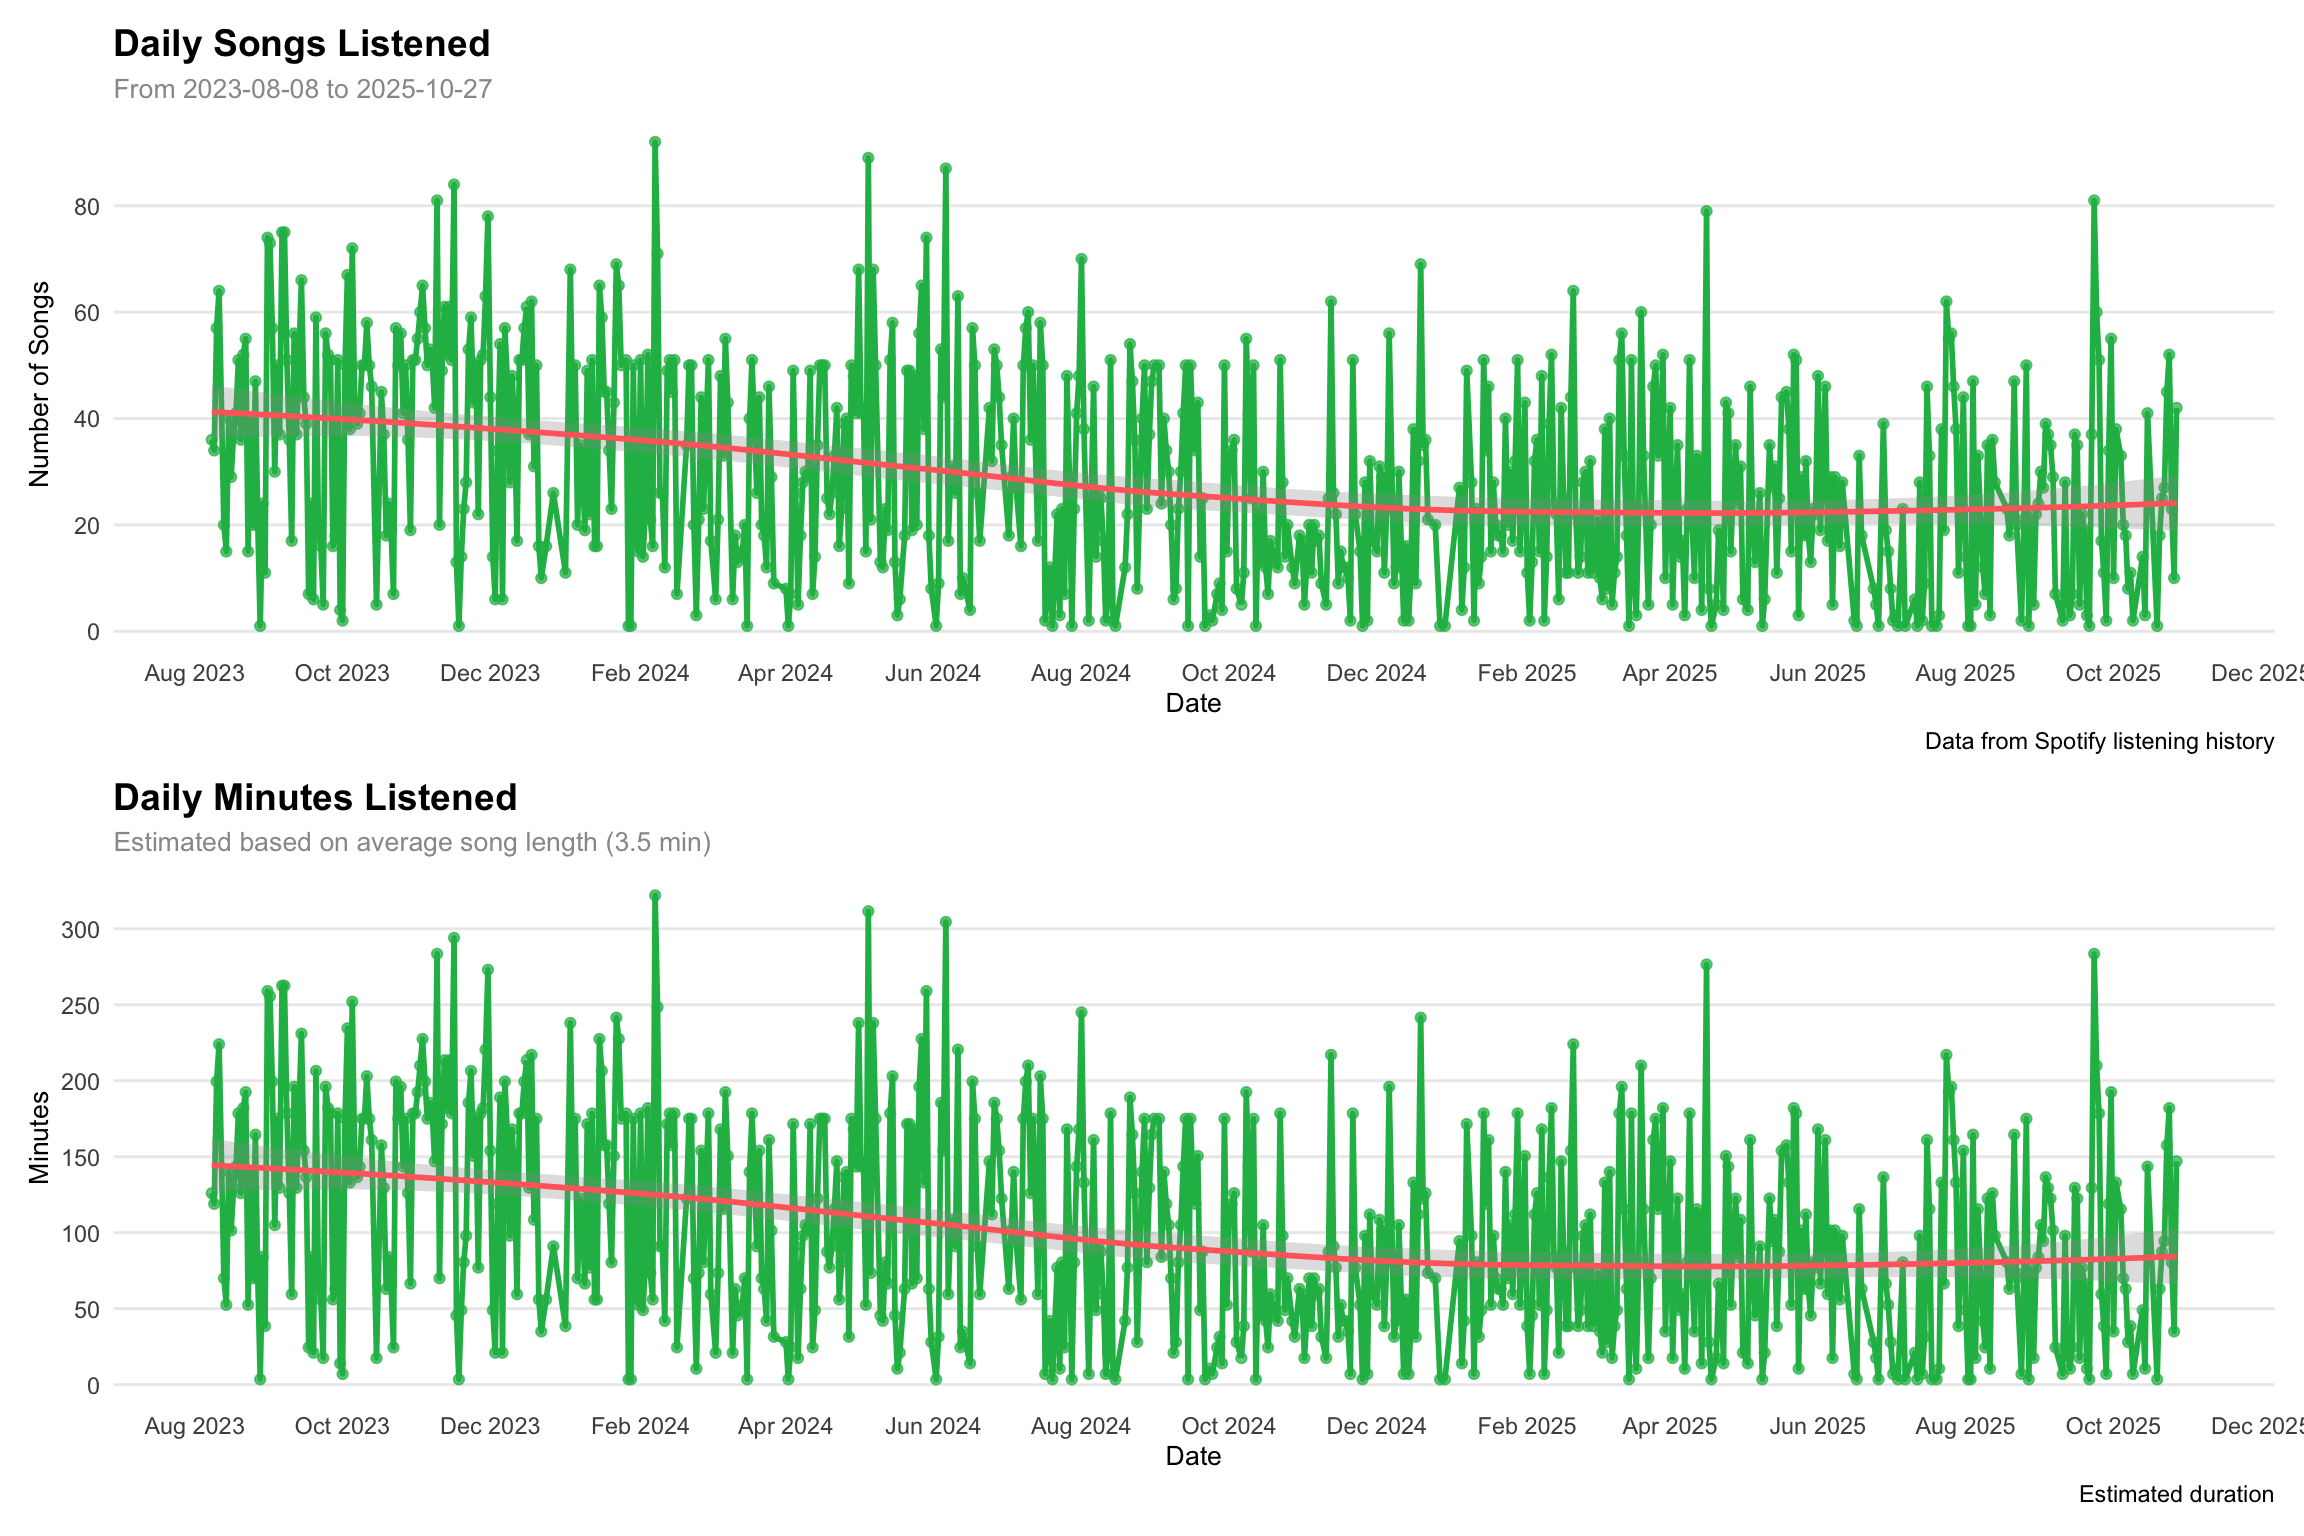 Daily Songs Listened
From 2023-08-08 to 2025-10-27
Number of Songs
80
60
40
20
0
Aug 2023 Oct 2023 Dec 2023 Feb 2024 Apr 2024 Jun 2024 Aug 2024 Oct 2024 Dec 2024 Feb 2025 Apr 2025 Jun 2025 Aug 2025 Oct 2025 Dec 2025
Date
Data from Spotify listening history
Daily Minutes Listened
Estimated based on average song length (3.5 min)
Minutes
300
250
200
150
100
50
0
Aug 2023 Oct 2023 Dec 2023 Feb 2024 Apr 2024 Jun 2024 Aug 2024 Oct 2024 Dec 2024 Feb 2025 Apr 2025 Jun 2025 Aug 2025 Oct 2025 Dec 2025
Date
Estimated duration